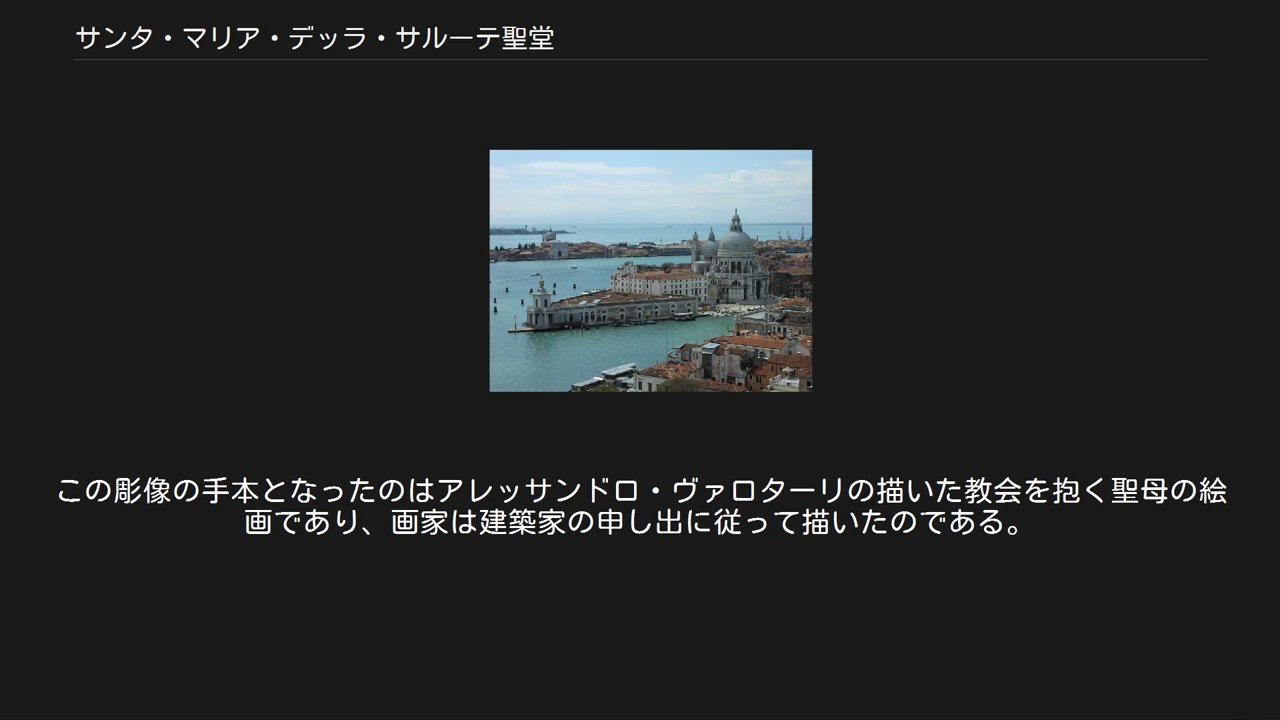 サンタ・マリア・デッラ・サルーテ聖堂
この彫像の手本となったのはアレッサンドロ・ヴァロターリの描いた教会を抱く聖母の絵
画であり、画家は建築家の申し出に従って描いたのである。